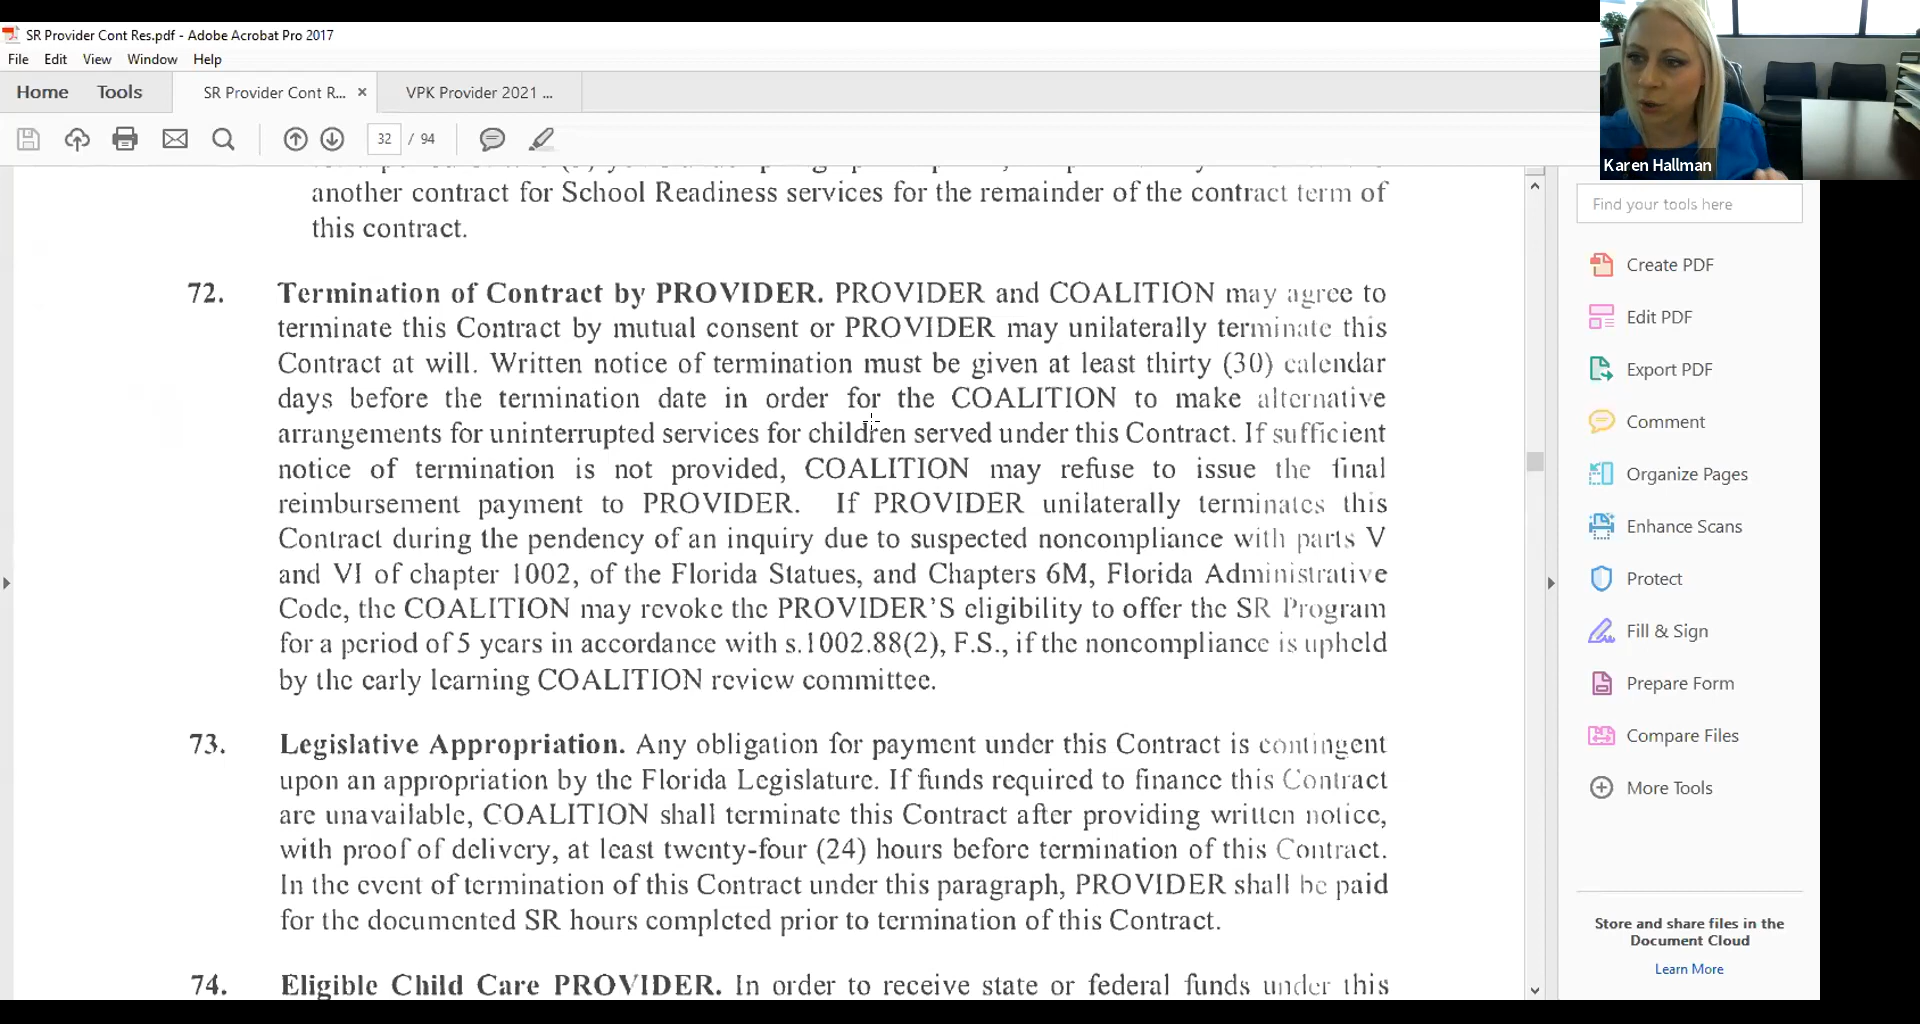 SR Provider Cont Res.pdf - Adobe Acrobat Pro 2017
File Edit View Window Help
Home Tools SR Provider Cont R... × VPK Provider 2021 ...
32 / 94
Karen Hallman
another contract for School Readiness services for the remainder of the contract term of
this contract.
72. Termination of Contract by PROVIDER. PROVIDER and COALITION may agree to
terminate this Contract by mutual consent or PROVIDER may unilaterally terminate this
Contract at will. Written notice of termination must be given at least thirty (30) calendar
days before the termination date in order for the COALITION to make alternative
arrangements for uninterrupted services for children served under this Contract. If sufficient
notice of termination is not provided, COALITION may refuse to issue the final
reimbursement payment to PROVIDER. If PROVIDER unilaterally terminates this
Contract during the pendency of an inquiry due to suspected noncompliance with parts V
and VI of chapter 1002, of the Florida Statues, and Chapters 6M, Florida Administrative
Code, the COALITION may revoke the PROVIDER'S eligibility to offer the SR Program
for a period of 5 years in accordance with s.1002.88(2), F.S., if the noncompliance is upheld
by the early learning COALITION review committee.
73. Legislative Appropriation. Any obligation for payment under this Contract is contingent
upon an appropriation by the Florida Legislature. If funds required to finance this Contract
are unavailable, COALITION shall terminate this Contract after providing written notice,
with proof of delivery, at least twenty-four (24) hours before termination of this Contract.
In the event of termination of this Contract under this paragraph, PROVIDER shall be paid
for the documented SR hours completed prior to termination of this Contract.
74. Eligible Child Care PROVIDER. In order to receive state or federal funds under this
Find your tools here
Create PDF
Edit PDF
Export PDF
Comment
Organize Pages
Enhance Scans
Protect
Fill & Sign
Prepare Form
Compare Files
More Tools
Store and share files in the
Document Cloud
Learn More